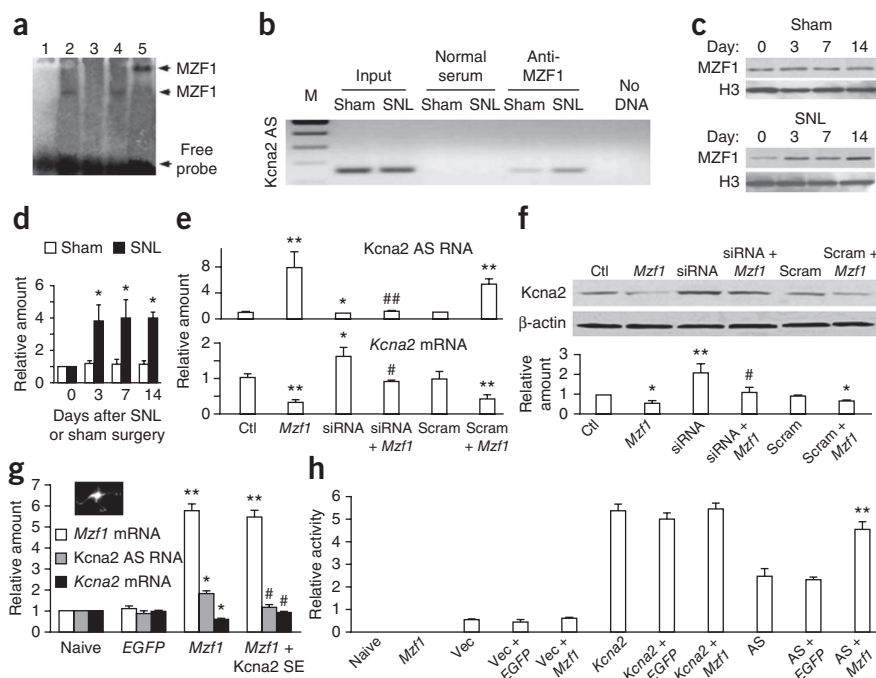 a
1 2 3 4 5
MZF1
MZF1
Free
probe
b
Input
Normal
serum
Anti-
MZF1
No
DNA
M
Sham SNL Sham SNL Sham SNL
Kcna2 AS
c
Sham
Day: 0 3 7 14
MZF1
H3
SNL
Day: 0 3 7 14
MZF1
H3
d
Sham SNL
Relative amount
6
4
2
0
* * *
0 3 7 14
Days after SNL
or sham surgery
e
Relative amount
Kcna2 AS RNA
8
4
0
** * ## **
Kcna2 mRNA
2
1
0
** * # **
Ctl Mzf1 siRNA siRNA + Mzf1 Scram Scram + Mzf1
f
Ctl Mzf1 siRNA siRNA + Mzf1 Scram Scram + Mzf1
Kcna2
β-actin
Relative
amount
3
2
1
0
* ** # *
Ctl Mzf1 siRNA siRNA + Mzf1 Scram Scram + Mzf1
g
Relative amount
7
6
5
4
3
2
1
0
Mzf1 mRNA
Kcna2 AS RNA
Kcna2 mRNA
** * * ** # #
Naive EGFP Mzf1 Mzf1 + Kcna2 SE
h
Relative activity
6
5
4
3
2
1
0
**
Naive Mzf1 Vec Vec + EGFP Vec + Mzf1 Kcna2 Kcna2 + EGFP Kcna2 + Mzf1 AS AS + EGFP AS + Mzf1